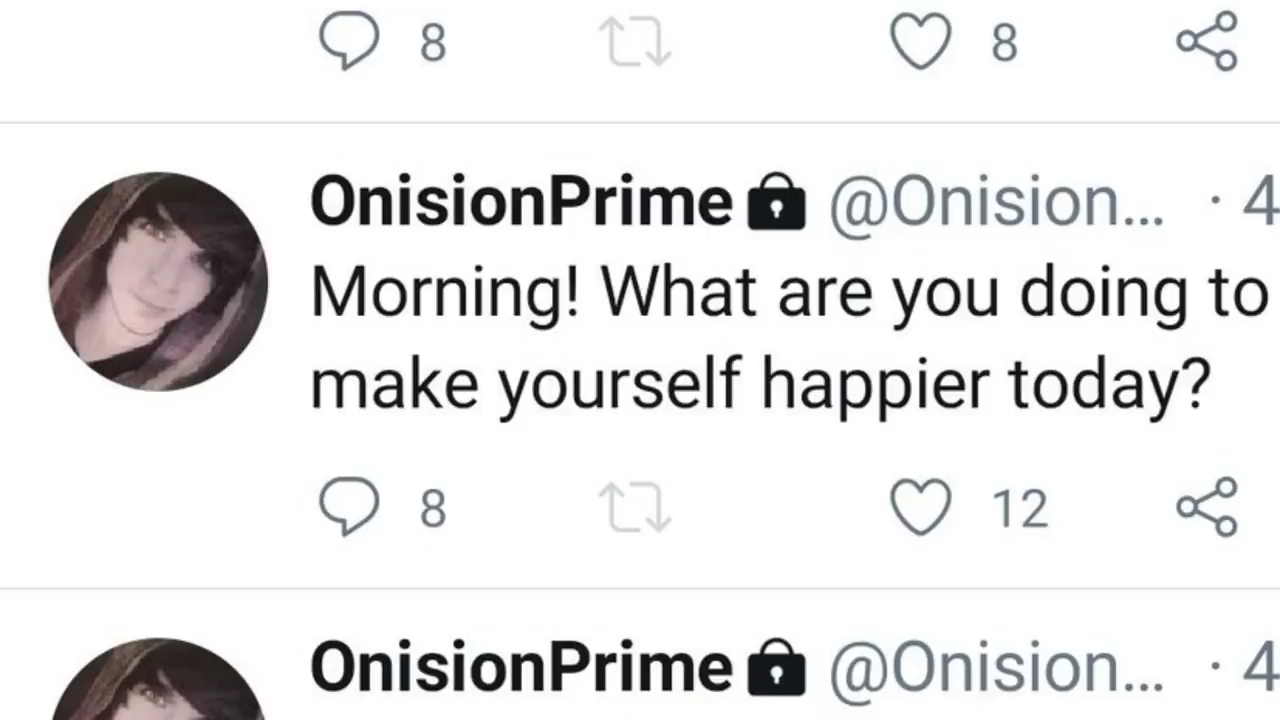 8 8
OnisionPrime @Onision... · 4
Morning! What are you doing to
make yourself happier today?
8 12
OnisionPrime @Onision... · 4